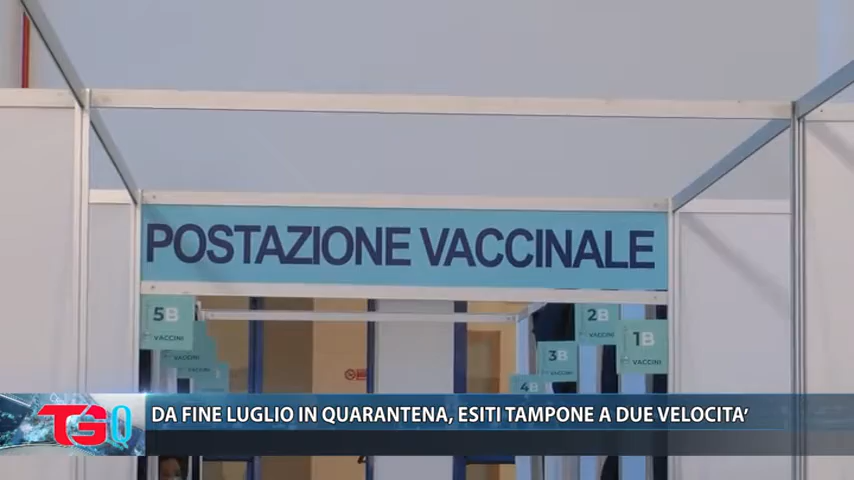 POSTAZIONE VACCINALE
5B
VACCINI
VACCINI
2B
VACCINI
1B
VACCINI
3B
VACCINI
4B
TGQ
DA FINE LUGLIO IN QUARANTENA, ESITI TAMPONE A DUE VELOCITA'